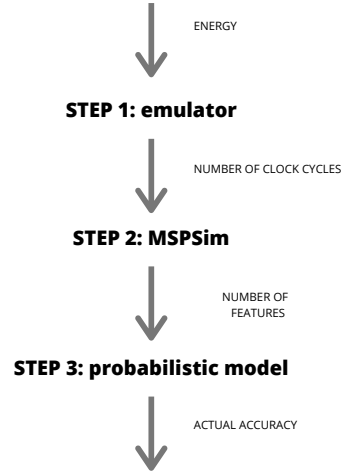 ENERGY
STEP 1: emulator
NUMBER OF CLOCK CYCLES
STEP 2: MSPSim
NUMBER OF
FEATURES
STEP 3: probabilistic model
ACTUAL ACCURACY